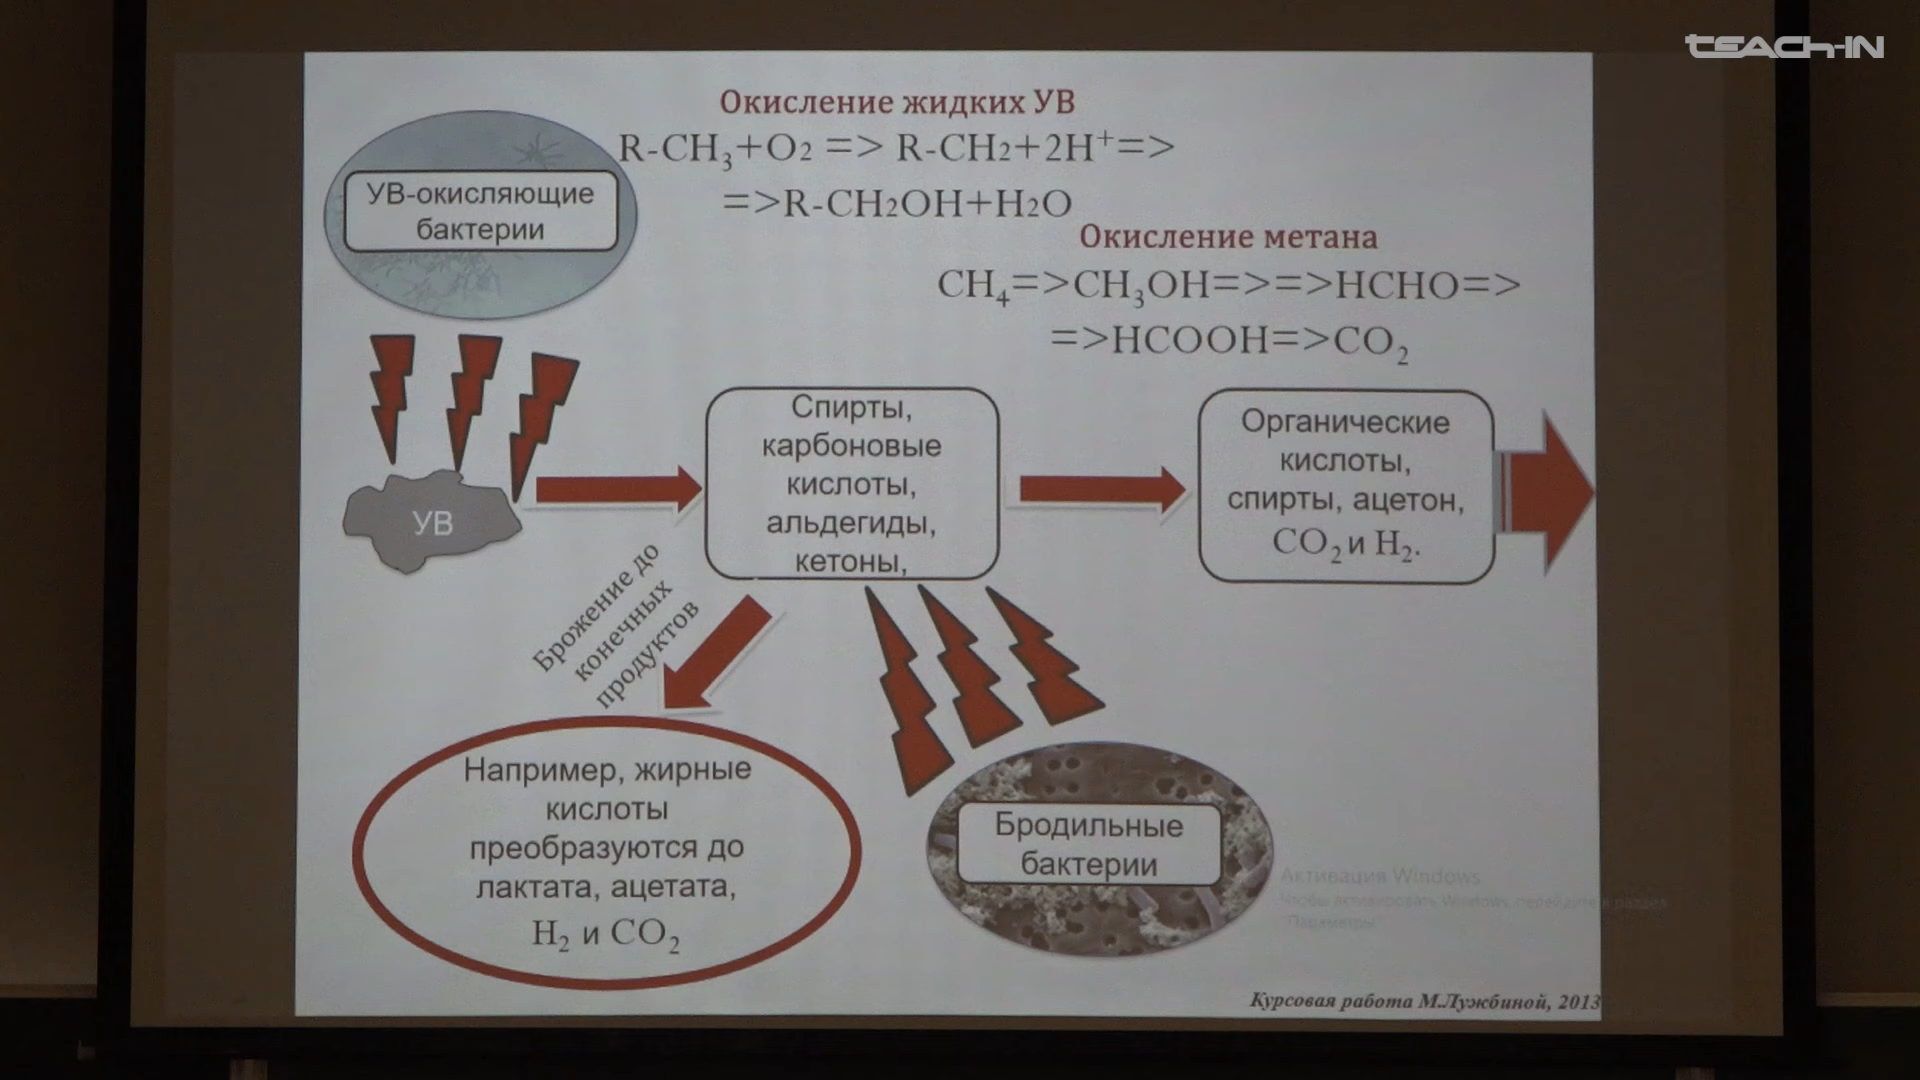 TEACH-IN
Окисление жидких УВ
R-CH₃+O₂ => R-CH₂+2H⁺=>
=>R-CH₂OH+H₂O
УВ-окисляющие
бактерии
Окисление метана
CH₄=>CH₃OH=>=>HCHO=>
=>HCOOH=>CO₂
УВ
Спирты,
карбоновые
кислоты,
альдегиды,
кетоны,
Органические
кислоты,
спирты, ацетон,
CO₂ и H₂.
Брожение до
конечных
продуктов
Например, жирные
кислоты
преобразуются до
лактата, ацетата,
H₂ и CO₂
Бродильные
бактерии
Активация Windows
Чтобы активировать Windows, перейдите в раздел
"Параметры".
Курсовая работа М.Лужбиной, 2013